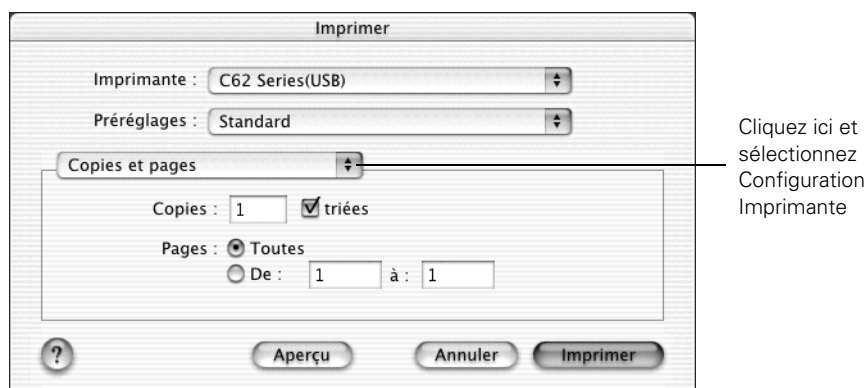 Imprimer
Imprimante : C62 Series(USB)
Préréglages : Standard
Copies et pages
Copies : 1 triées
Pages : Toutes
De : 1 à : 1
? Aperçu Annuler Imprimer
Cliquez ici et
sélectionnez
Configuration
Imprimante